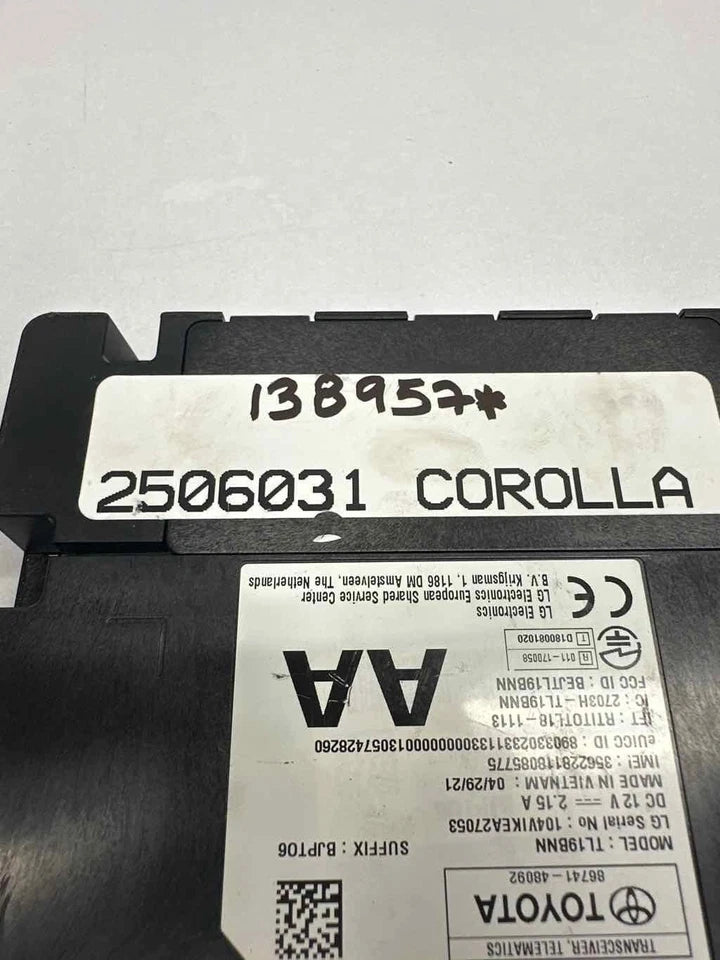 138957*
2506031 COROLLA
TRANSCEIVER, TELEMATICS
TOYOTA
86741-48092
MODEL : TL19BNN
SUFFIX : BJPT06
LG Serial No : 104VIKEA27053
DC 12 V 2.15 A
MADE IN VIETNAM : 04/29/21
IMEI : 356228118085775
eUICC ID : 89033023311330000000013057428260
IFT : RTITOTL18-1113
IC : 2703H-TL19BNN
FCC ID : BEJTL19BNN
AA
R 011-170058
T D180081020
CE
LG Electronics
LG Electronics European Shared Service Center
B.V. Krijgsman 1, 1186 DM Amstelveen, The Netherlands